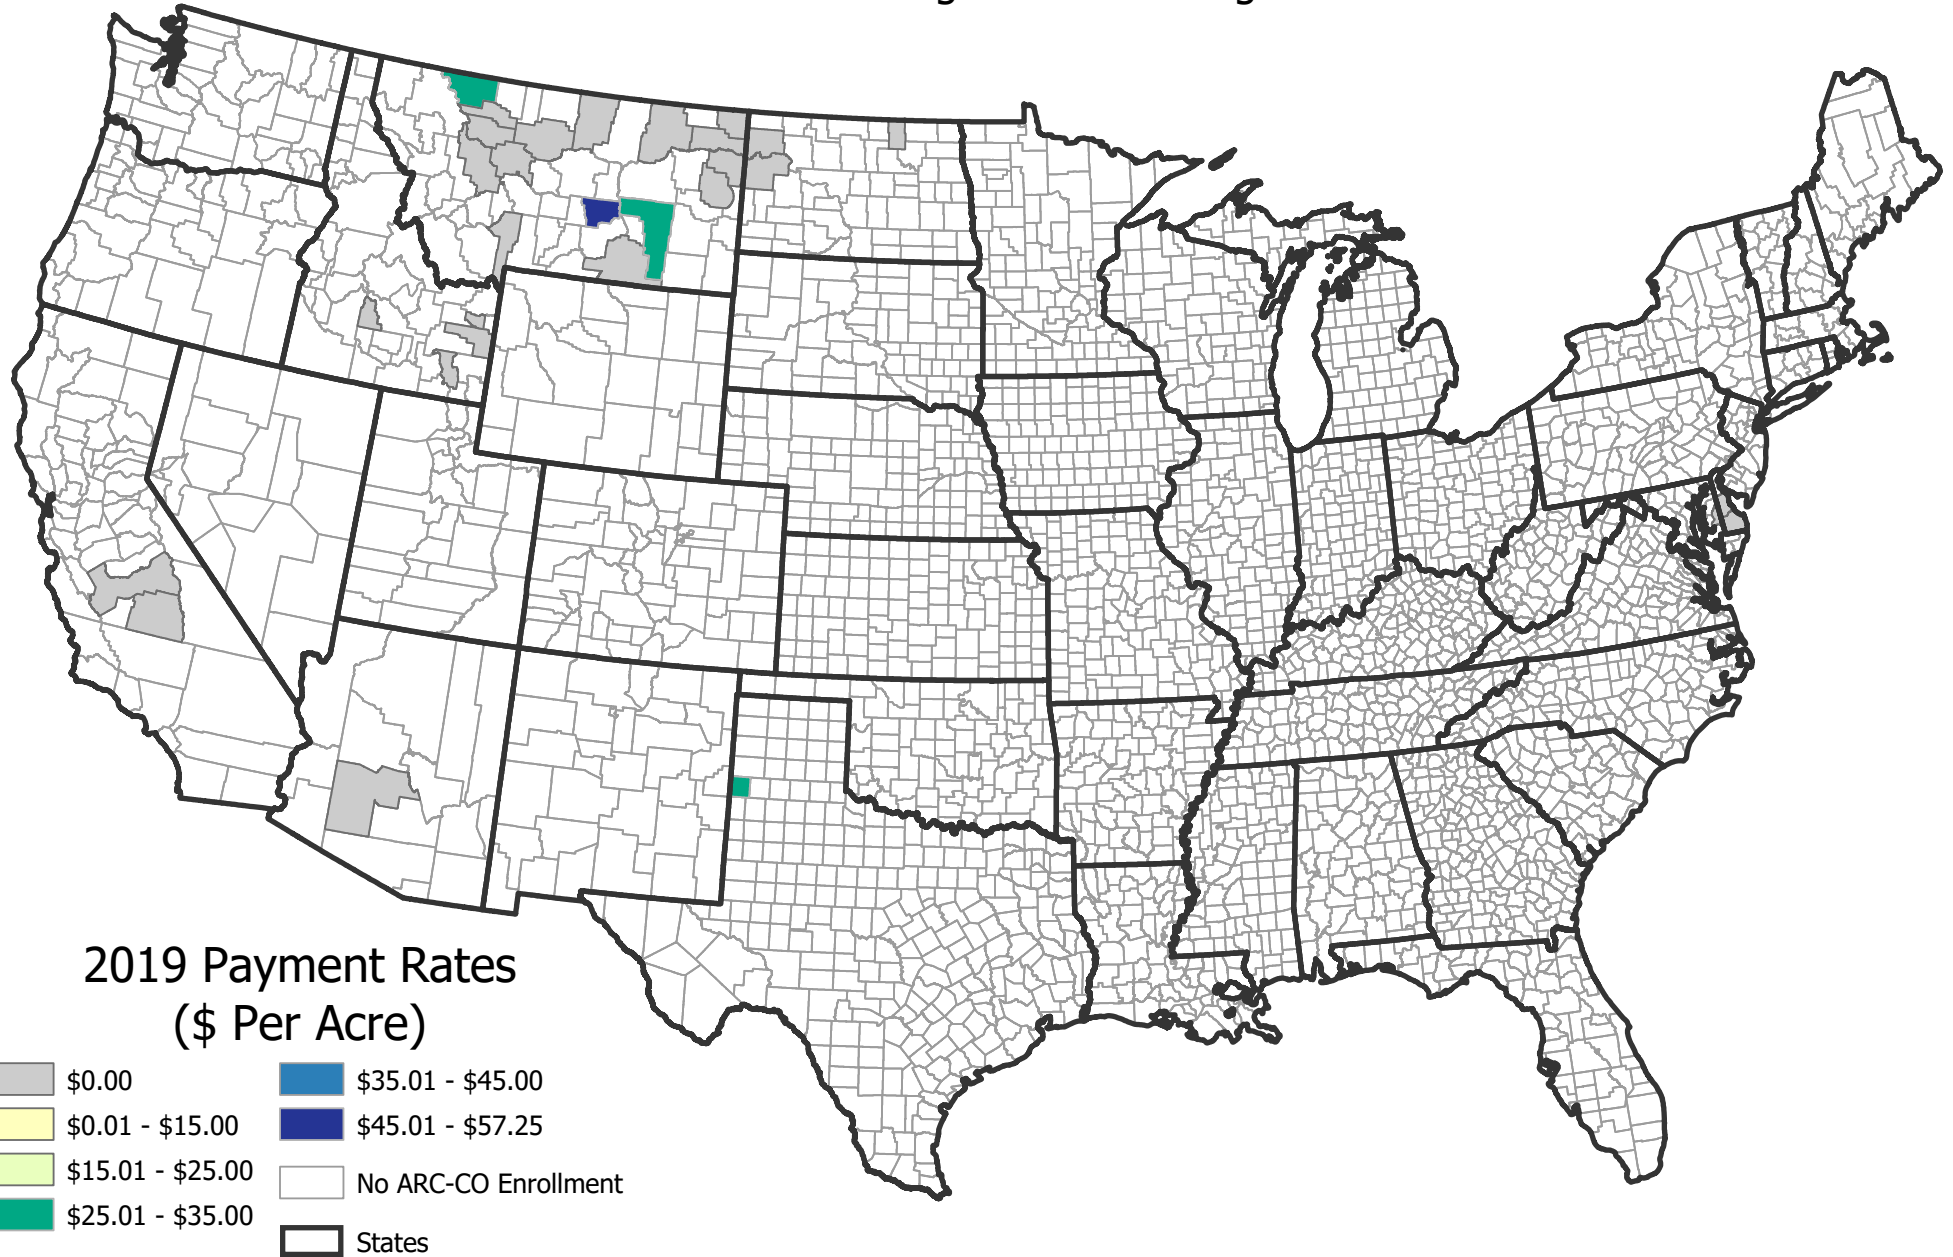 2019 Payment Rates
($ Per Acre)
$0.00
$0.01 - $15.00
$15.01 - $25.00
$25.01 - $35.00
$35.01 - $45.00
$45.01 - $57.25
No ARC-CO Enrollment
States